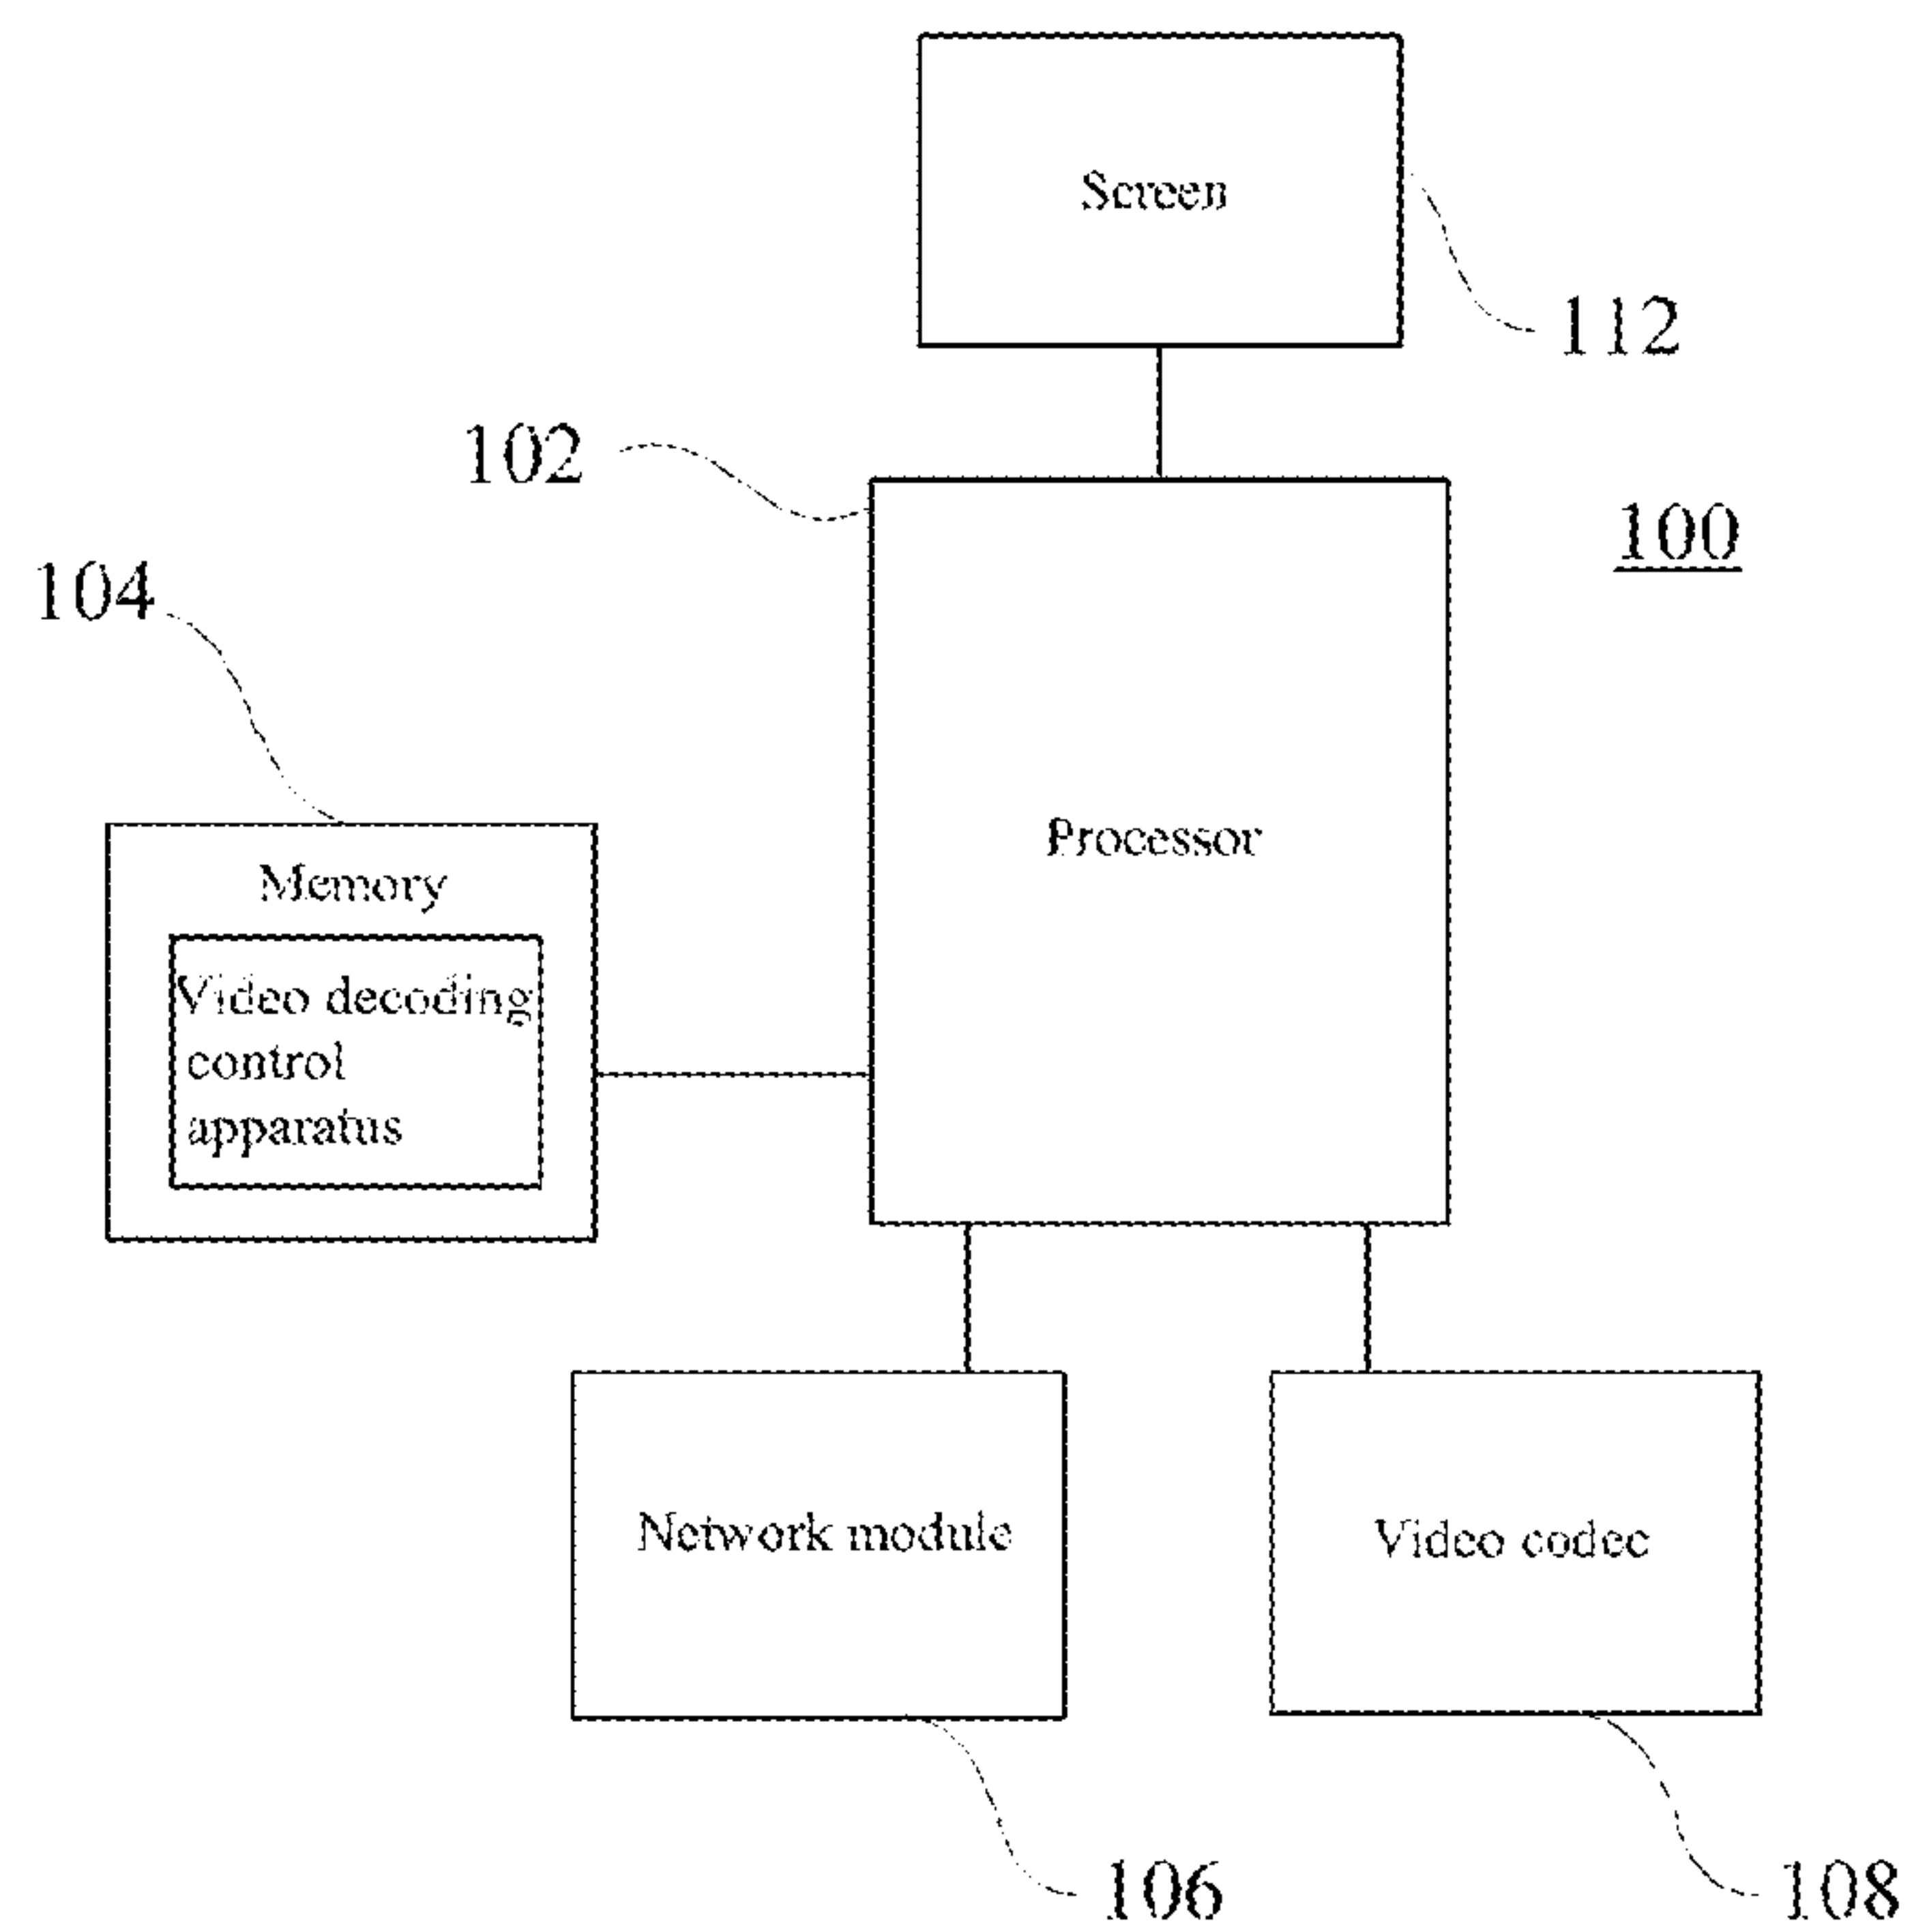 Screen
112
102
100
104
Processor
Memory
Video decoding
control
apparatus
Network module
Video codec
106
108